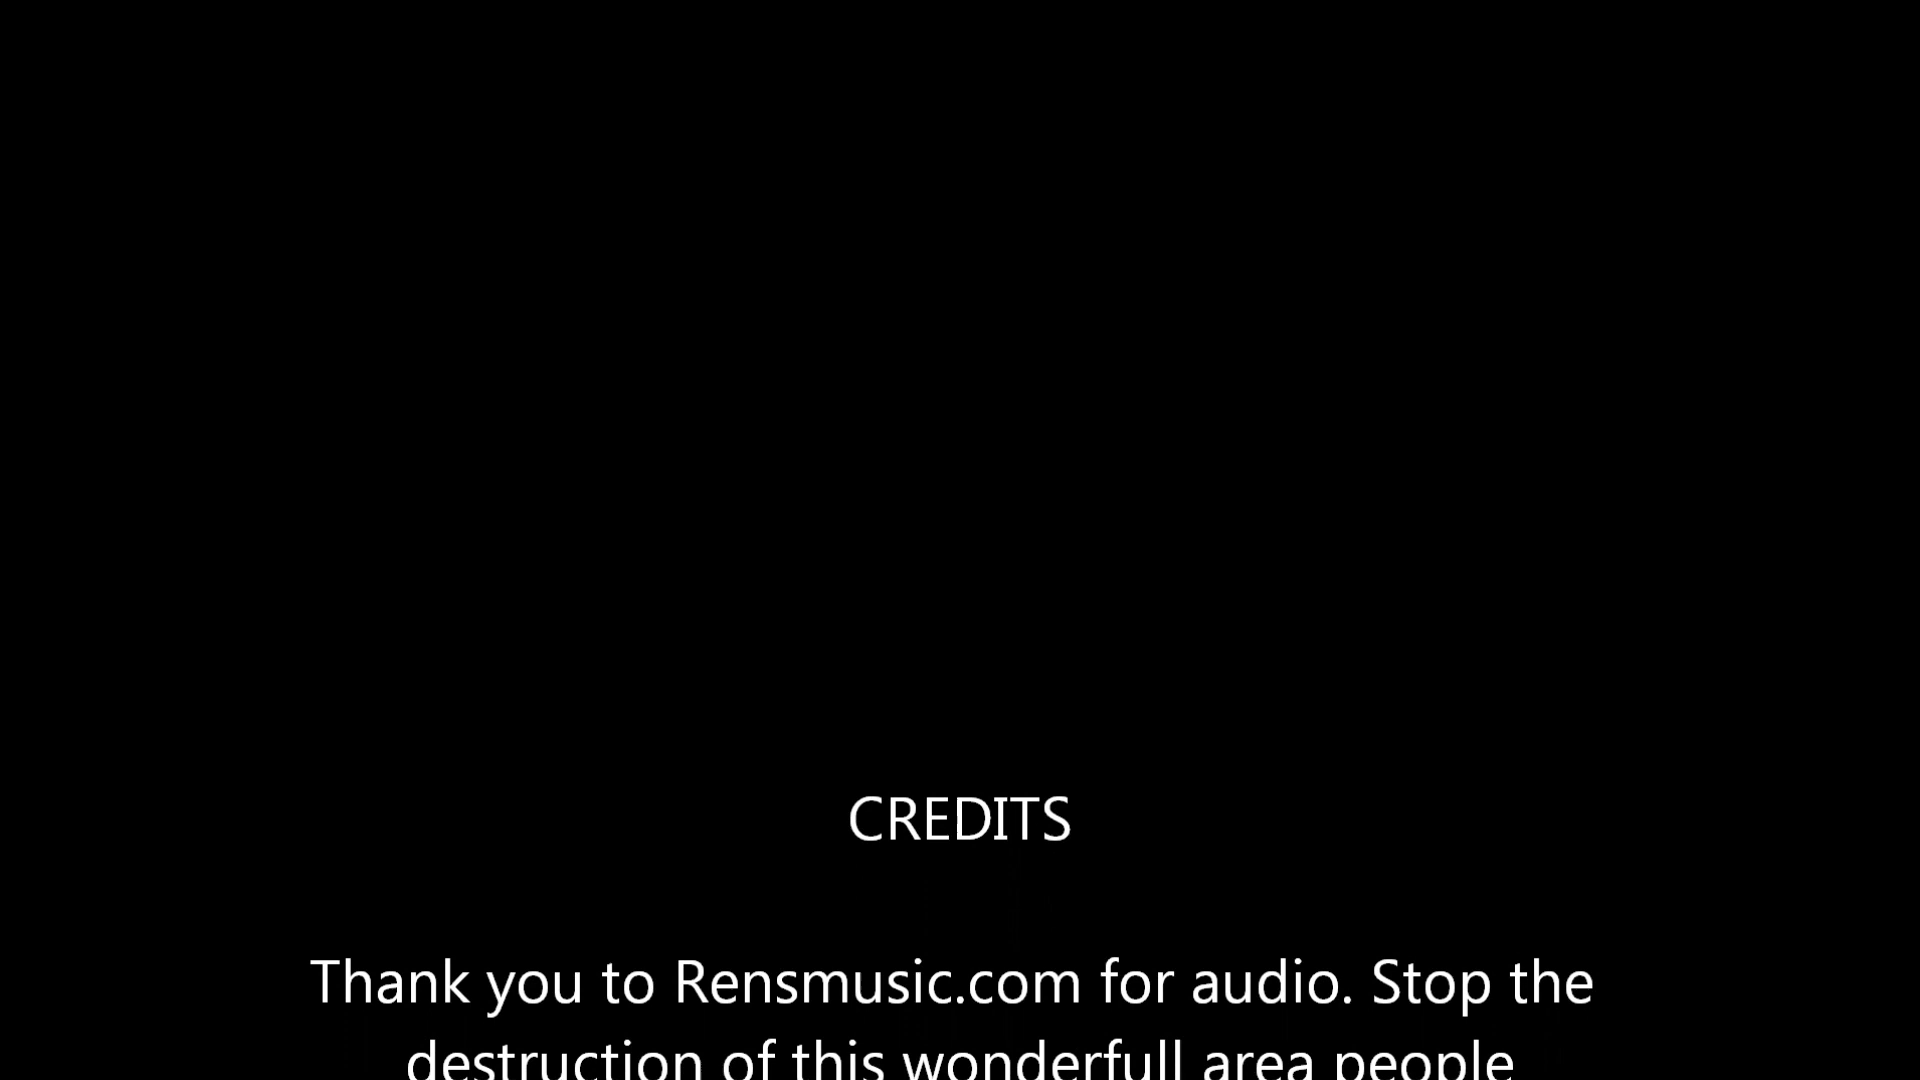 CREDITS
Thank you to Rensmusic.com for audio. Stop the
destruction of this wonderfull area people